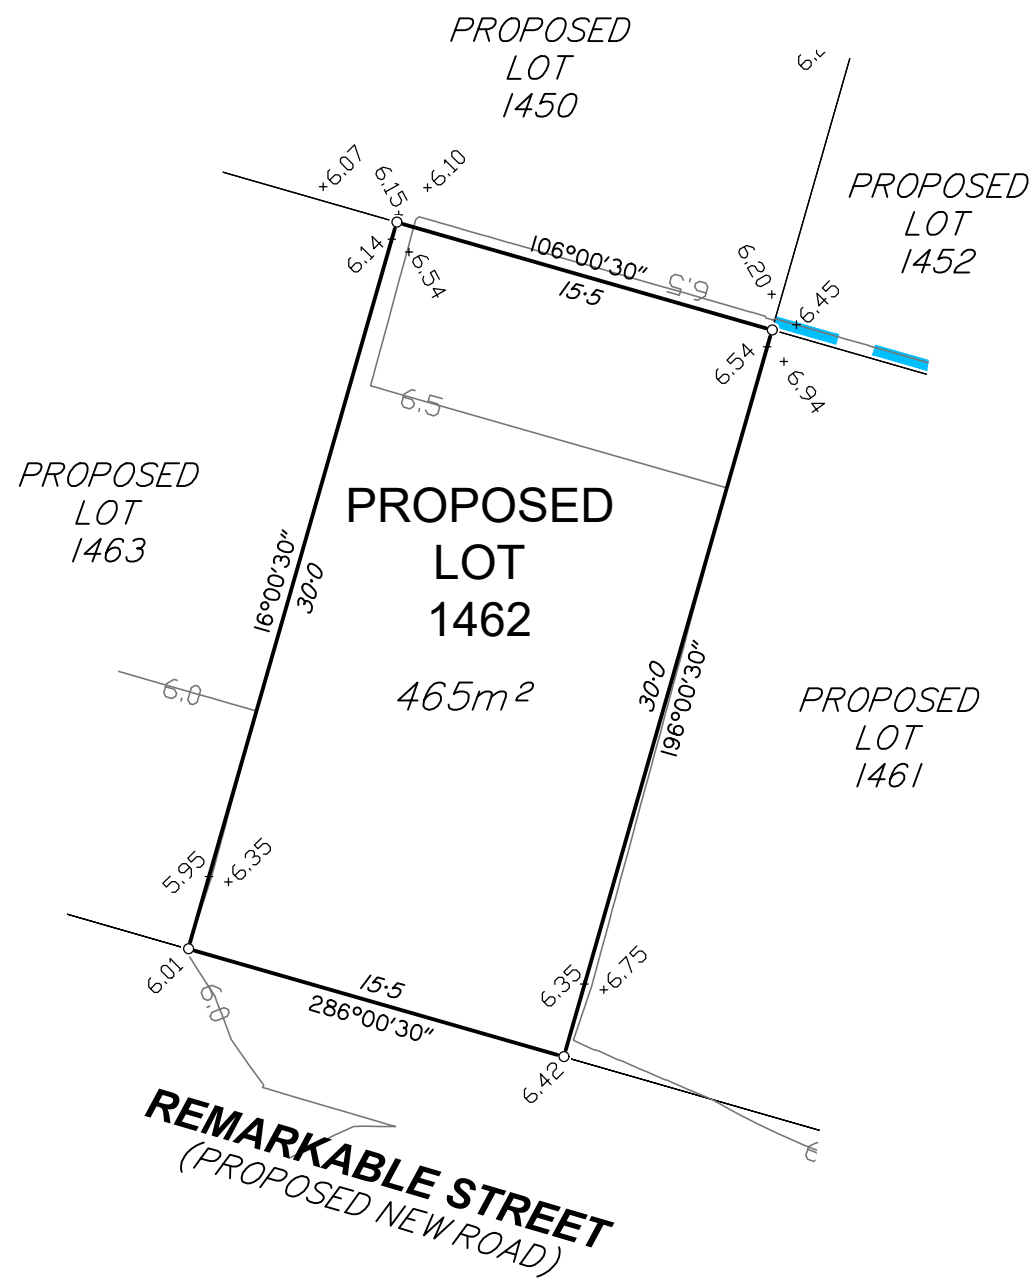 PROPOSED
LOT
1450
6.07
6.15
6.10
PROPOSED
LOT
1452
6.14
6.54
106°00'30"
15·5
6.5
6.20
6.45
6.54
6.94
6.5
PROPOSED
LOT
1463
PROPOSED
LOT
1462
465m²
16°00'30"
30·0
30·0
196°00'30"
6.0
PROPOSED
LOT
1461
5.95
6.35
6.01
6.0
15·5
286°00'30"
6.35
6.75
6.42
REMARKABLE STREET
(PROPOSED NEW ROAD)